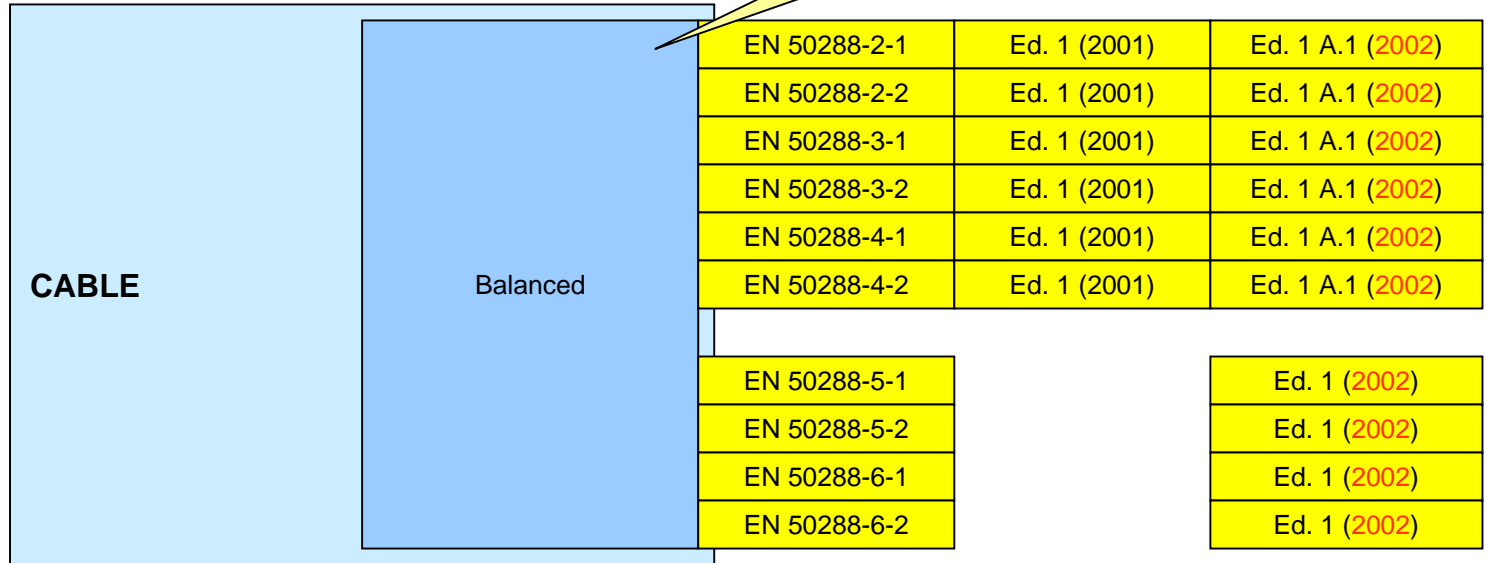 EN 50288-2-1 Ed. 1 (2001) Ed. 1 A.1 (2002)
EN 50288-2-2 Ed. 1 (2001) Ed. 1 A.1 (2002)
EN 50288-3-1 Ed. 1 (2001) Ed. 1 A.1 (2002)
EN 50288-3-2 Ed. 1 (2001) Ed. 1 A.1 (2002)
EN 50288-4-1 Ed. 1 (2001) Ed. 1 A.1 (2002)
CABLE Balanced EN 50288-4-2 Ed. 1 (2001) Ed. 1 A.1 (2002)
EN 50288-5-1 Ed. 1 (2002)
EN 50288-5-2 Ed. 1 (2002)
EN 50288-6-1 Ed. 1 (2002)
EN 50288-6-2 Ed. 1 (2002)